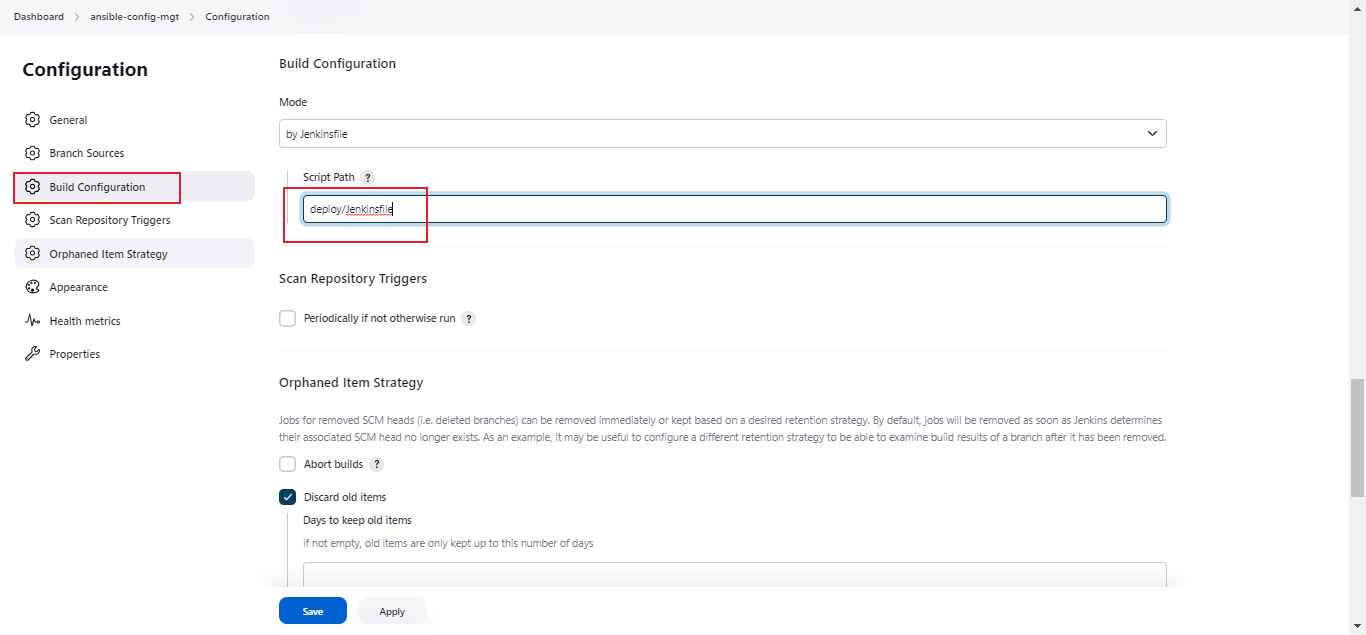 Dashboard > ansible-config-mgt > Configuration
Configuration
General
Branch Sources
Build Configuration
Scan Repository Triggers
Orphaned Item Strategy
Appearance
Health metrics
Properties
Build Configuration
Mode
by Jenkinsfile
Script Path ?
deploy/Jenkinsfile
Scan Repository Triggers
Periodically if not otherwise run ?
Orphaned Item Strategy
Jobs for removed SCM heads (i.e. deleted branches) can be removed immediately or kept based on a desired retention strategy. By default, jobs will be removed as soon as Jenkins determines
their associated SCM head no longer exists. As an example, it may be useful to configure a different retention strategy to be able to examine build results of a branch after it has been removed.
Abort builds ?
Discard old items
Days to keep old items
if not empty, old items are only kept up to this number of days
Save
Apply